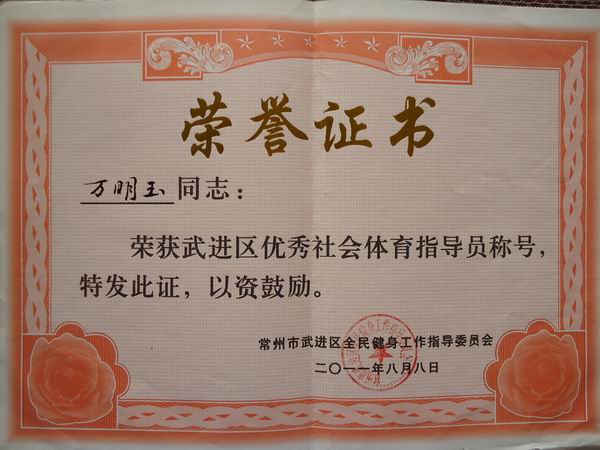 荣誉证书
万明玉同志：
荣获武进区优秀社会体育指导员称号，
特发此证，以资鼓励。
常州市武进区全民健身工作指导委员会
二〇一一年八月八日